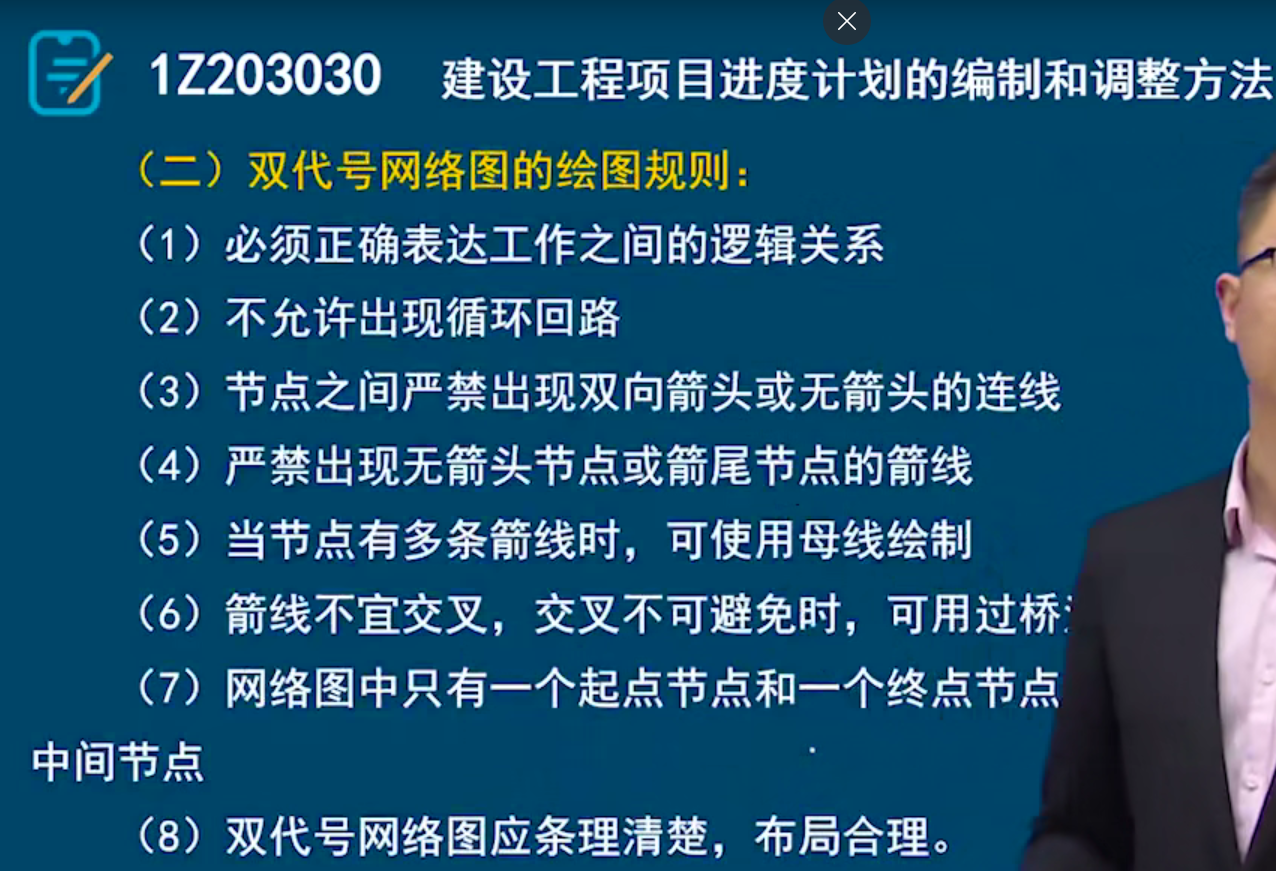 1Z203030 建设工程项目进度计划的编制和调整方法
（二）双代号网络图的绘图规则：
（1）必须正确表达工作之间的逻辑关系
（2）不允许出现循环回路
（3）节点之间严禁出现双向箭头或无箭头的连线
（4）严禁出现无箭头节点或箭尾节点的箭线
（5）当节点有多条箭线时，可使用母线绘制
（6）箭线不宜交叉，交叉不可避免时，可用过桥
（7）网络图中只有一个起点节点和一个终点节点
中间节点
（8）双代号网络图应条理清楚，布局合理。